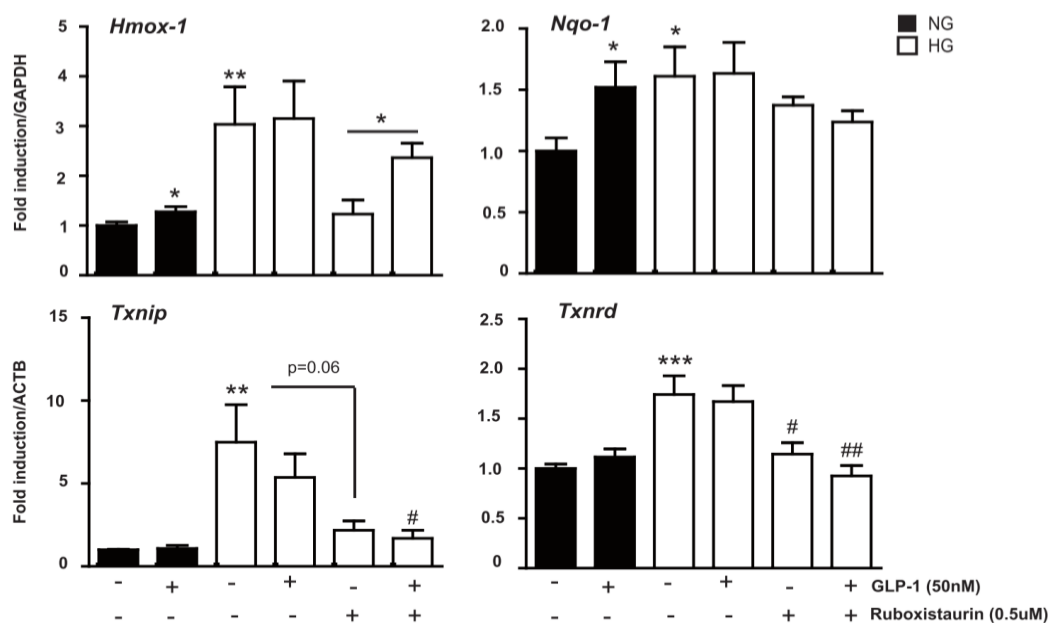 Hmox-1
Fold induction/GAPDH
5
4
3
2
1
0
*
**
*
Nqo-1
2.0
1.5
1.0
0.5
0.0
*
*
NG
HG
Txnip
Fold induction/ACTB
15
10
5
0
**
p=0.06
#
Txnrd
2.5
2.0
1.5
1.0
0.5
0
***
#
##
- + - + - +
- - - - + +
- + - + - + GLP-1 (50nM)
- - - - + + Ruboxistaurin (0.5uM)